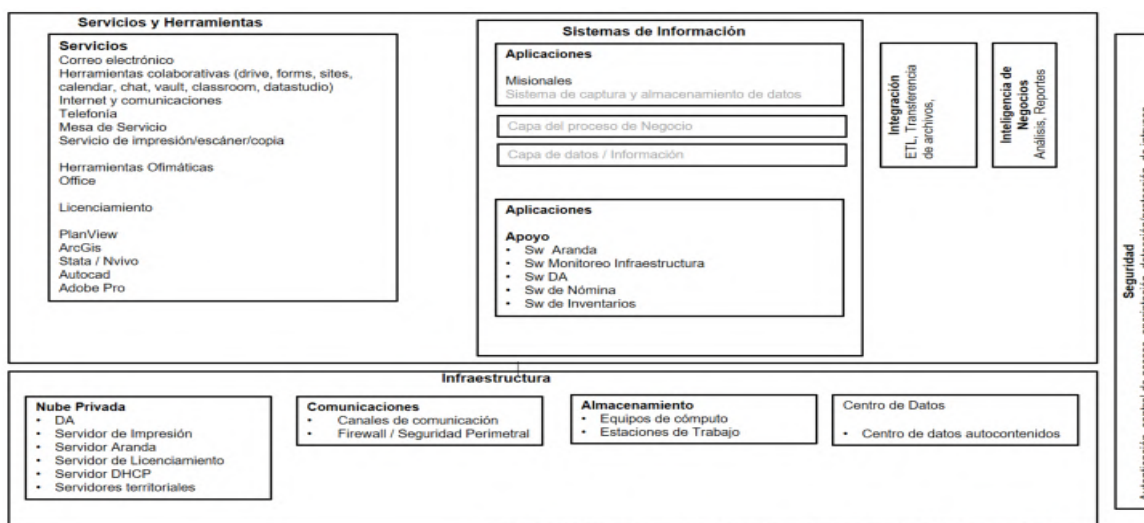 Servicios y Herramientas
Servicios
Correo electrónico
Herramientas colaborativas (drive, forms, sites,
calendar, chat, vault, classroom, datastudio)
Internet y comunicaciones
Telefonía
Mesa de Servicio
Servicio de impresión/escáner/copia
Herramientas Ofimáticas
Office
Licenciamiento
PlanView
ArcGis
Stata / Nvivo
Autocad
Adobe Pro
Sistemas de Información
Aplicaciones
Misionales
Sistema de captura y almacenamiento de datos
Capa del proceso de Negocio
Capa de datos / Información
Aplicaciones
Apoyo
• Sw Aranda
• Sw Monitoreo Infraestructura
• Sw DA
• Sw de Nómina
• Sw de Inventarios
Integración
ETL, Transferencia
de archivos,
Inteligencia de
Negocios
Análisis, Reportes
Seguridad
Infraestructura
Nube Privada
• DA
• Servidor de Impresión
• Servidor Aranda
• Servidor de Licenciamiento
• Servidor DHCP
• Servidores territoriales
Comunicaciones
• Canales de comunicación
• Firewall / Seguridad Perimetral
Almacenamiento
• Equipos de cómputo
• Estaciones de Trabajo
Centro de Datos
• Centro de datos autocontenidos